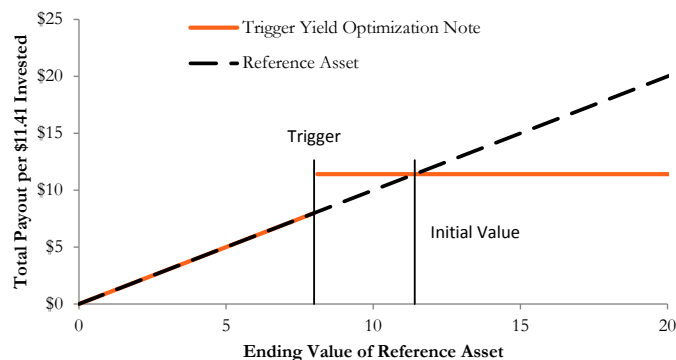 $25
Trigger Yield Optimization Note
Reference Asset
$20
$15
Trigger
$10
Initial Value
$5
$0
0 5 10 15 20
Total Payout per $11.41 Invested
Ending Value of Reference Asset